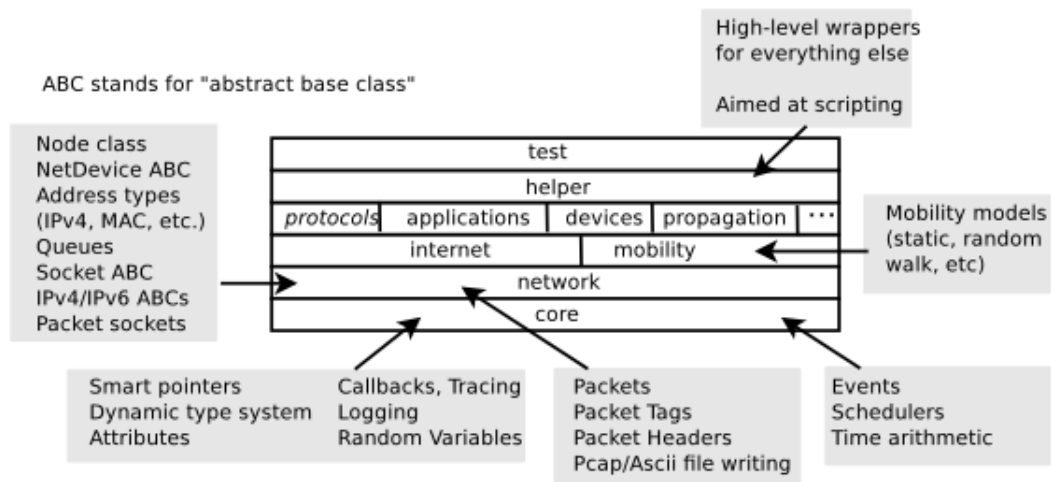 High-level wrappers
for everything else
Aimed at scripting
ABC stands for "abstract base class"
Node class
NetDevice ABC
Address types
(IPv4, MAC, etc.)
Queues
Socket ABC
IPv4/IPv6 ABCs
Packet sockets
test
helper
protocols applications devices propagation ...
internet mobility
network
core
Mobility models
(static, random
walk, etc)
Smart pointers
Dynamic type system
Attributes
Callbacks, Tracing
Logging
Random Variables
Packets
Packet Tags
Packet Headers
Pcap/Ascii file writing
Events
Schedulers
Time arithmetic